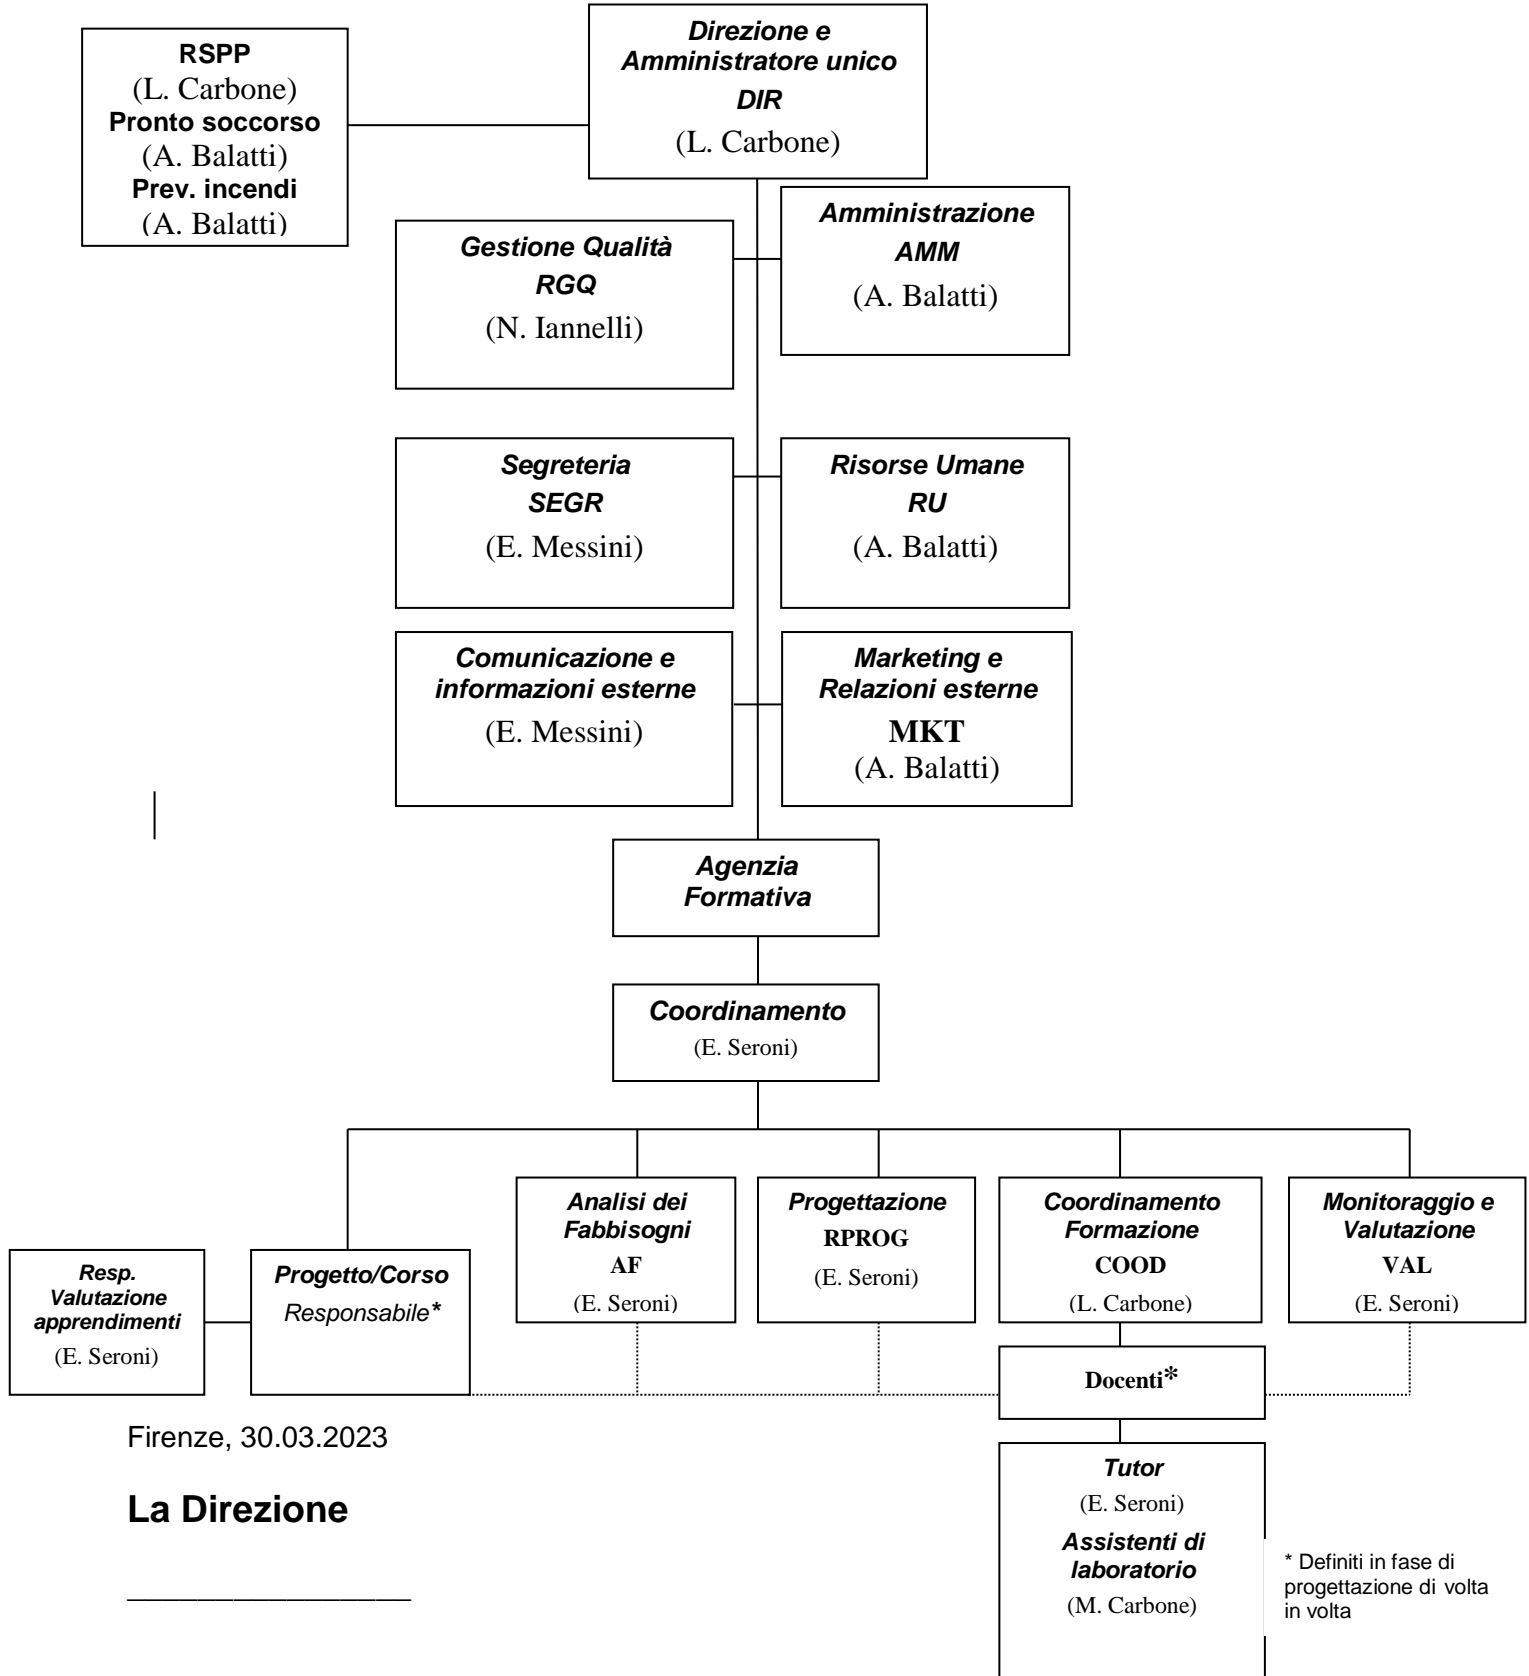 RSPP
(L. Carbone)
Pronto soccorso
(A. Balatti)
Prev. incendi
(A. Balatti)
Direzione e
Amministratore unico
DIR
(L. Carbone)
Gestione Qualità
RGQ
(N. Iannelli)
Amministrazione
AMM
(A. Balatti)
Segreteria
SEGR
(E. Messini)
Risorse Umane
RU
(A. Balatti)
Comunicazione e
informazioni esterne
(E. Messini)
Marketing e
Relazioni esterne
MKT
(A. Balatti)
Agenzia
Formativa
Coordinamento
(E. Seroni)
Resp.
Valutazione
apprendimenti
(E. Seroni)
Progetto/Corso
Responsabile*
Analisi dei
Fabbisogni
AF
(E. Seroni)
Progettazione
RPROG
(E. Seroni)
Coordinamento
Formazione
COOD
(L. Carbone)
Monitoraggio e
Valutazione
VAL
(E. Seroni)
Docenti*
Tutor
(E. Seroni)
Assistenti di
laboratorio
(M. Carbone)
Firenze, 30.03.2023
La Direzione
* Definiti in fase di
progettazione di volta
in volta